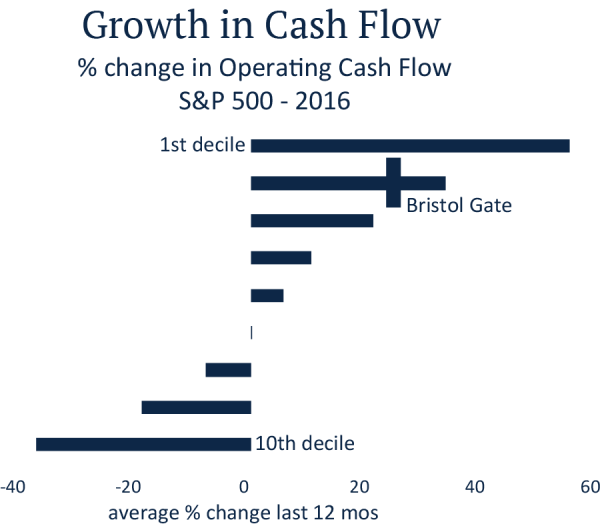 Growth in Cash Flow
% change in Operating Cash Flow
S&P 500 - 2016
1st decile
Bristol Gate
10th decile
-40 -20 0 20 40 60
average % change last 12 mos